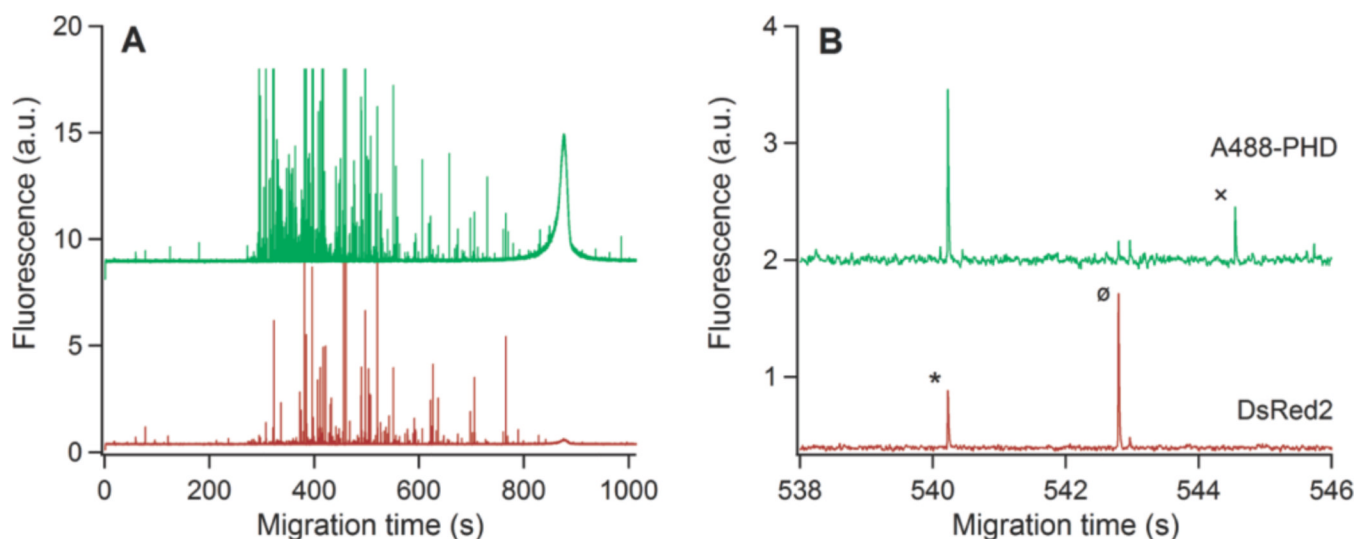 A
Fluorescence (a.u.)
20
15
10
5
0
0
200
400
600
800
1000
Migration time (s)
B
Fluorescence (a.u.)
4
3
2
1
A488-PHD
×
ø
*
DsRed2
538
540
542
544
546
Migration time (s)